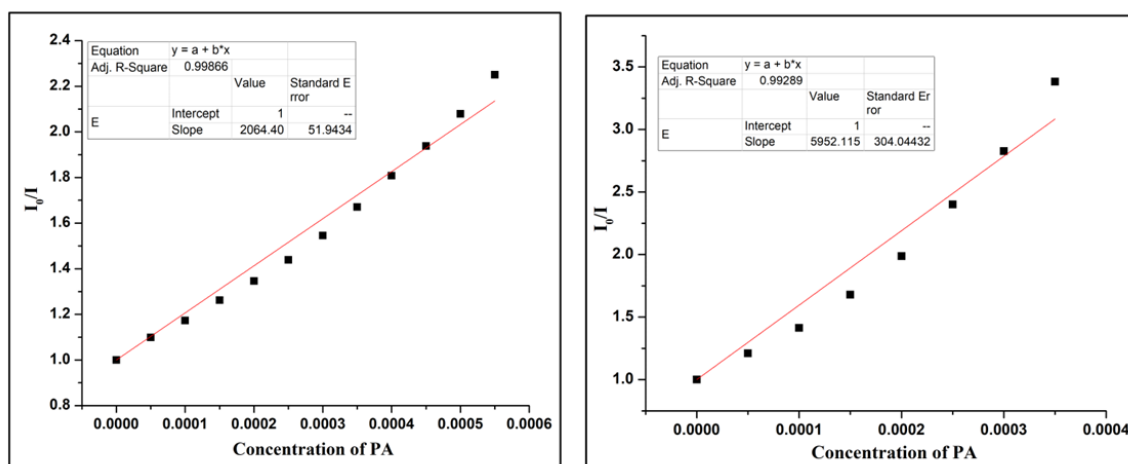 Equation y = a + b*x
Adj. R-Square 0.99866
Value Standard E
rror
E Intercept 1 --
Slope 2064.40 51.9434
2.4
2.2
2.0
1.8
1.6
1.4
1.2
1.0
0.8
I0/I
0.0000 0.0001 0.0002 0.0003 0.0004 0.0005 0.0006
Concentration of PA
Equation y = a + b*x
Adj. R-Square 0.99289
Value Standard Er
ror
E Intercept 1 --
Slope 5952.115 304.04432
3.5
3.0
2.5
2.0
1.5
1.0
I0/I
0.0000 0.0001 0.0002 0.0003 0.0004
Concentration of PA